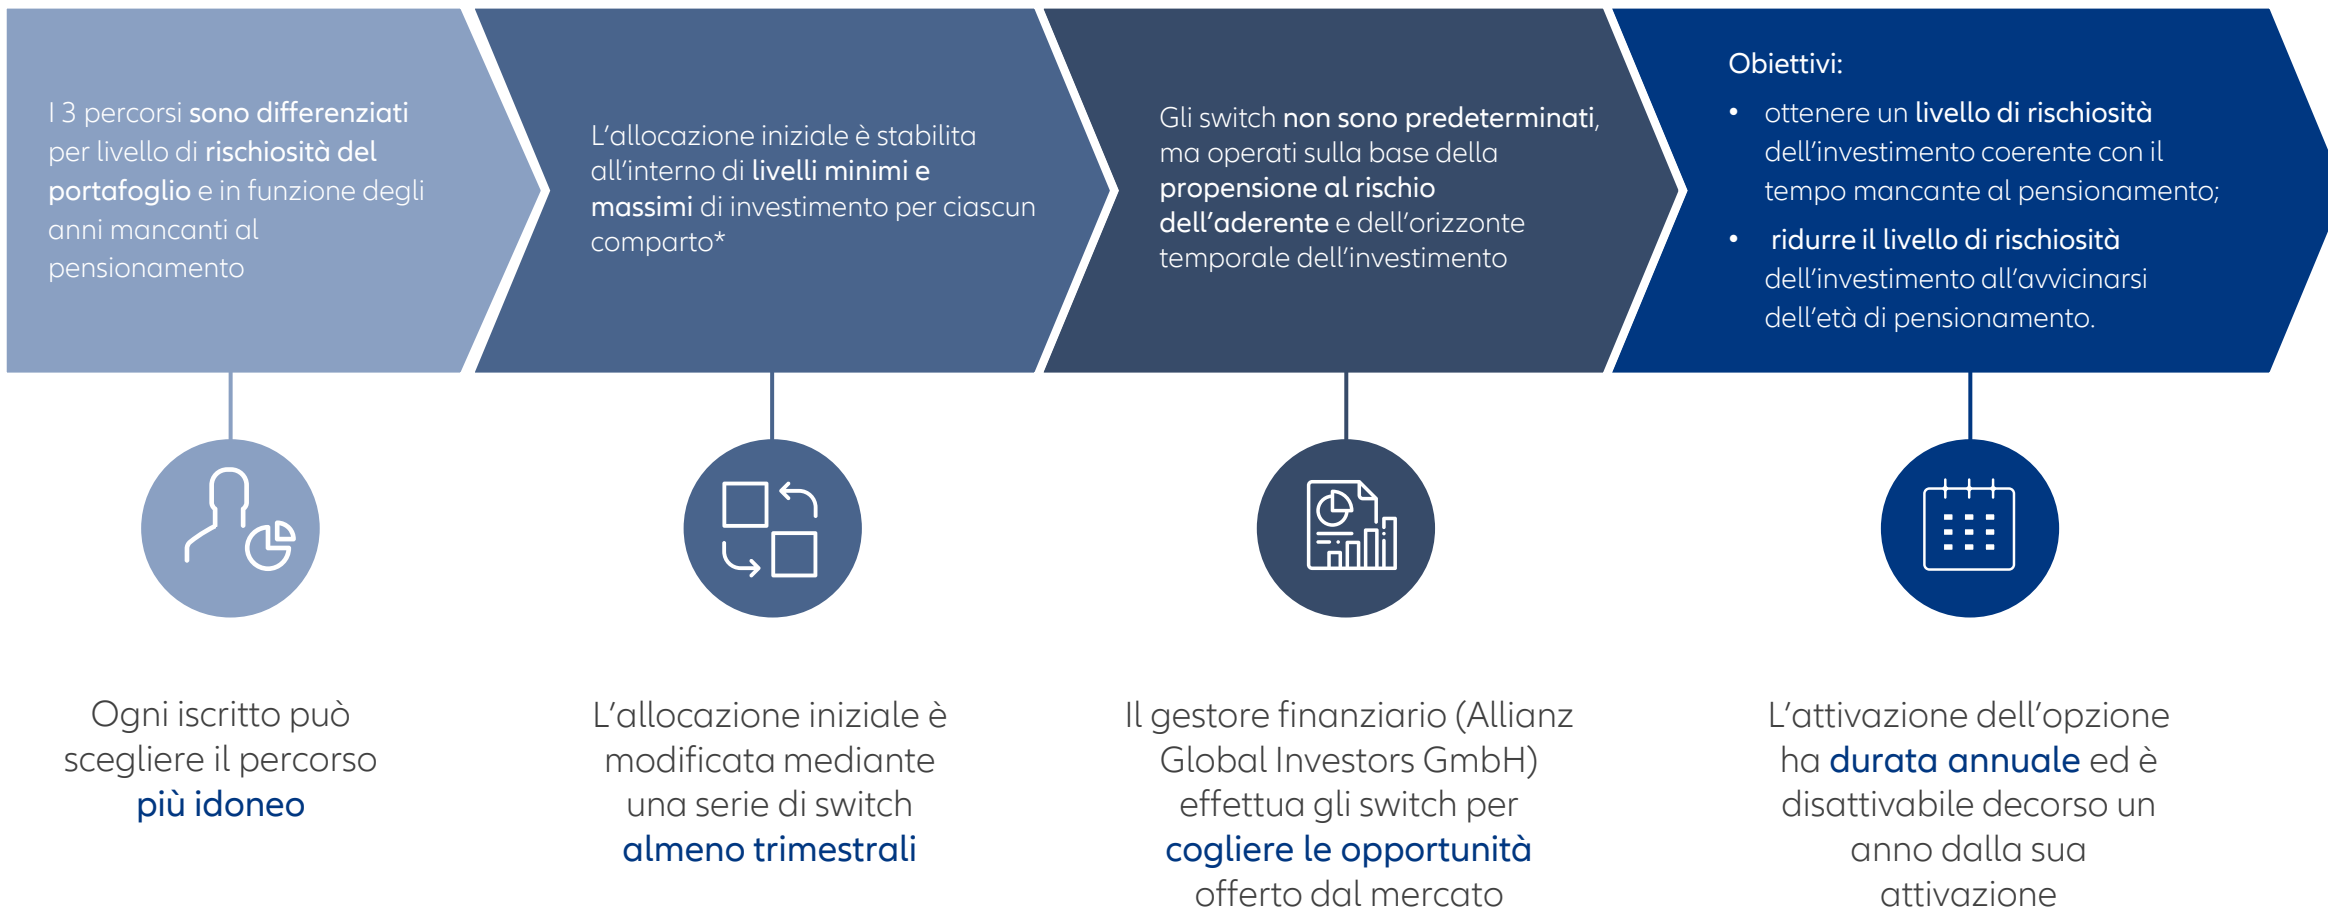 I 3 percorsi sono differenziati
per livello di rischiosità del
portafoglio e in funzione degli
anni mancanti al
pensionamento
L'allocazione iniziale è stabilita
all'interno di livelli minimi e
massimi di investimento per ciascun
comparto*
Gli switch non sono predeterminati,
ma operati sulla base della
propensione al rischio
dell'aderente e dell'orizzonte
temporale dell'investimento
Obiettivi:
• ottenere un livello di rischiosità
dell'investimento coerente con il
tempo mancante al pensionamento;
• ridurre il livello di rischiosità
dell'investimento all'avvicinarsi
dell'età di pensionamento.
Ogni iscritto può
scegliere il percorso
più idoneo
L'allocazione iniziale è
modificata mediante
una serie di switch
almeno trimestrali
Il gestore finanziario (Allianz
Global Investors GmbH)
effettua gli switch per
cogliere le opportunità
offerto dal mercato
L'attivazione dell'opzione
ha durata annuale ed è
disattivabile decorso un
anno dalla sua
attivazione